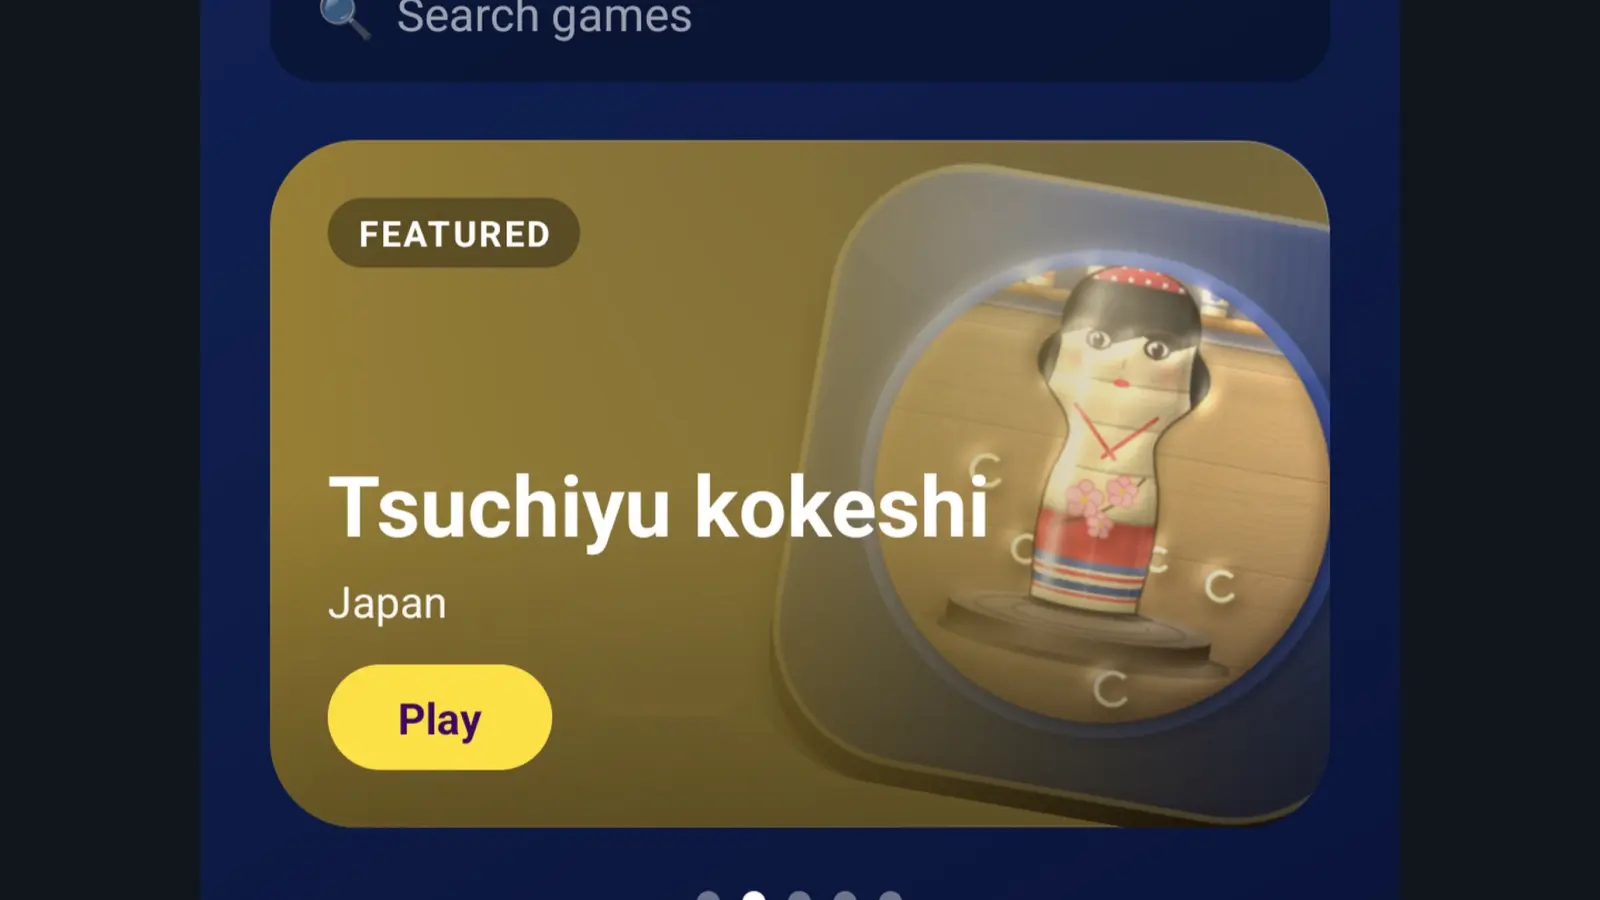 Search games
FEATURED
Tsuchiyu kokeshi
Japan
Play
C
C
C
C
C